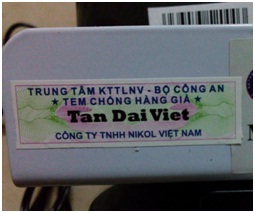 TRUNG TÂM KTTLNV - BỘ CÔNG AN
★ TEM CHỐNG HÀNG GIẢ ★
Tan Dai Viet
CÔNG TY TNHH NIKOL VIỆT NAM